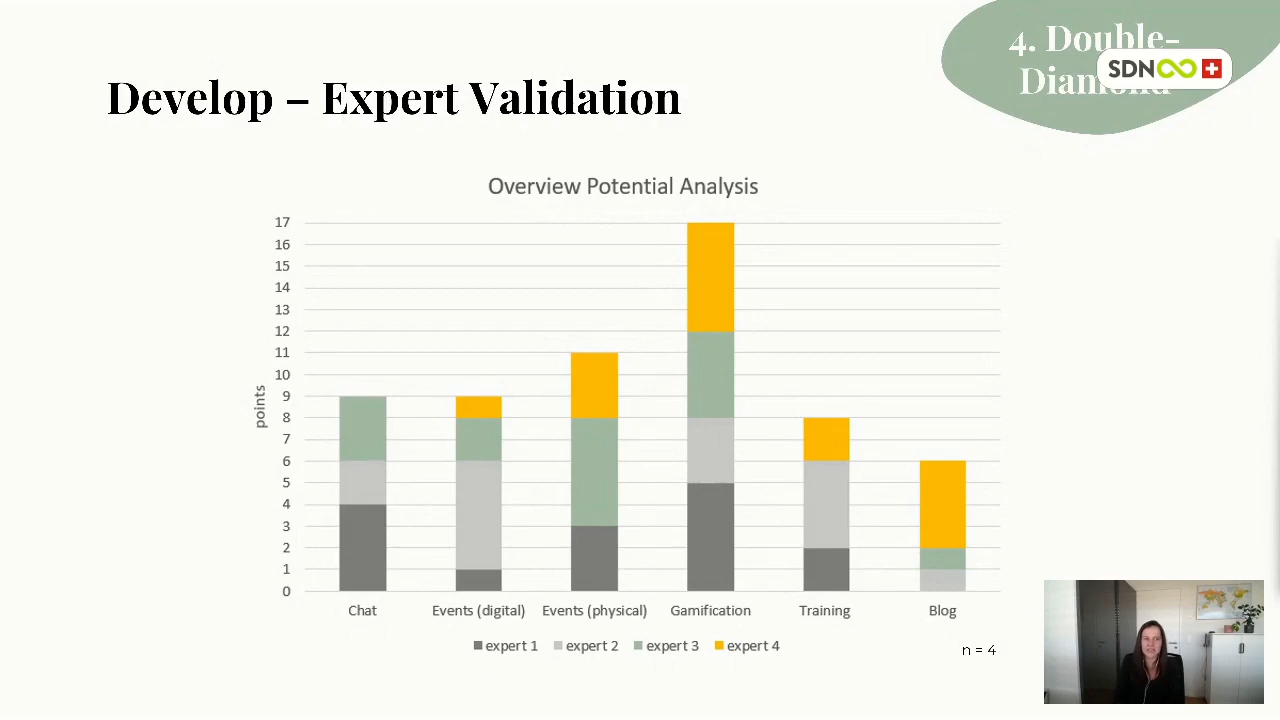 4. Double-
Diamond
SDN
Develop – Expert Validation
Overview Potential Analysis
points
17
16
15
14
13
12
11
10
9
8
7
6
5
4
3
2
1
0
Chat Events (digital) Events (physical) Gamification Training Blog
expert 1 expert 2 expert 3 expert 4
n = 4